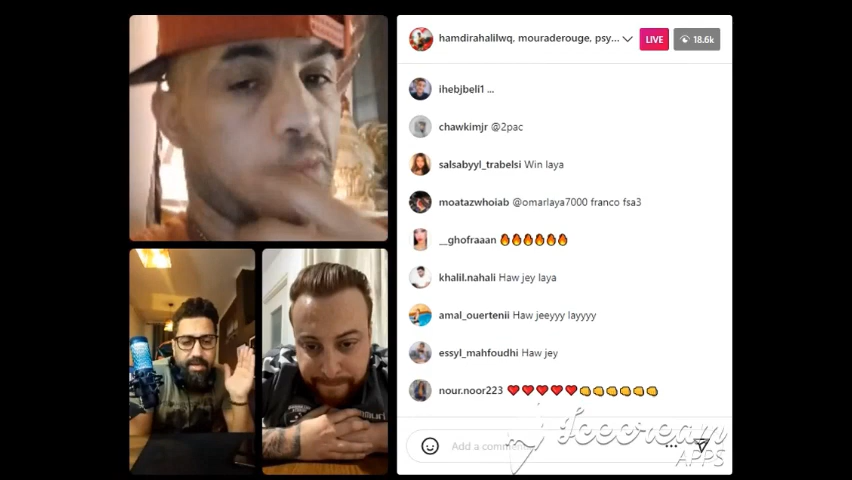 hamdirahalilwq, mouraderouge, psy...
LIVE
18.6k
ihebjbeli1 ...
chawkimjr @2pac
salsabyyl_trabelsi Win laya
moatazwhoiab @omarlaya7000 franco fsa3
__ghofraaan 🔥🔥🔥🔥🔥🔥
khalil.nahali Haw jey laya
amal_ouertenii Haw jeeyyy layyyy
essyl_mahfoudhi Haw jey
nour.noor223 ❤️❤️❤️❤️❤️👊👊👊👊👊👊
Add a comment
Icecream
APPS